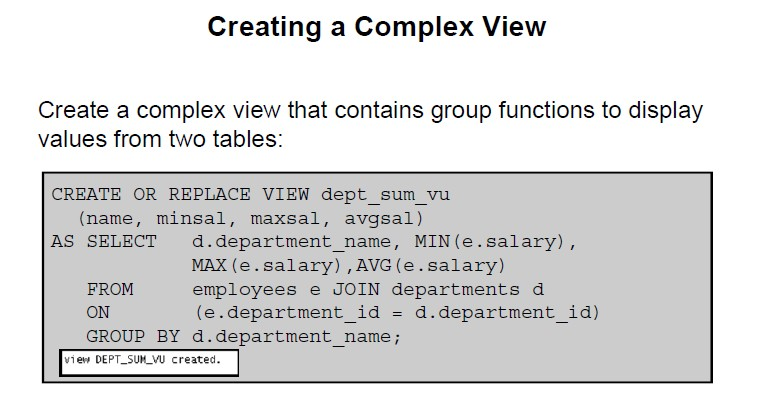 Creating a Complex View
Create a complex view that contains group functions to display
values from two tables:
CREATE OR REPLACE VIEW dept_sum_vu
(name, minsal, maxsal, avgsal)
AS SELECT d.department_name, MIN(e.salary),
MAX(e.salary),AVG(e.salary)
FROM employees e JOIN departments d
ON (e.department_id = d.department_id)
GROUP BY d.department_name;
view DEPT_SUM_VU created.